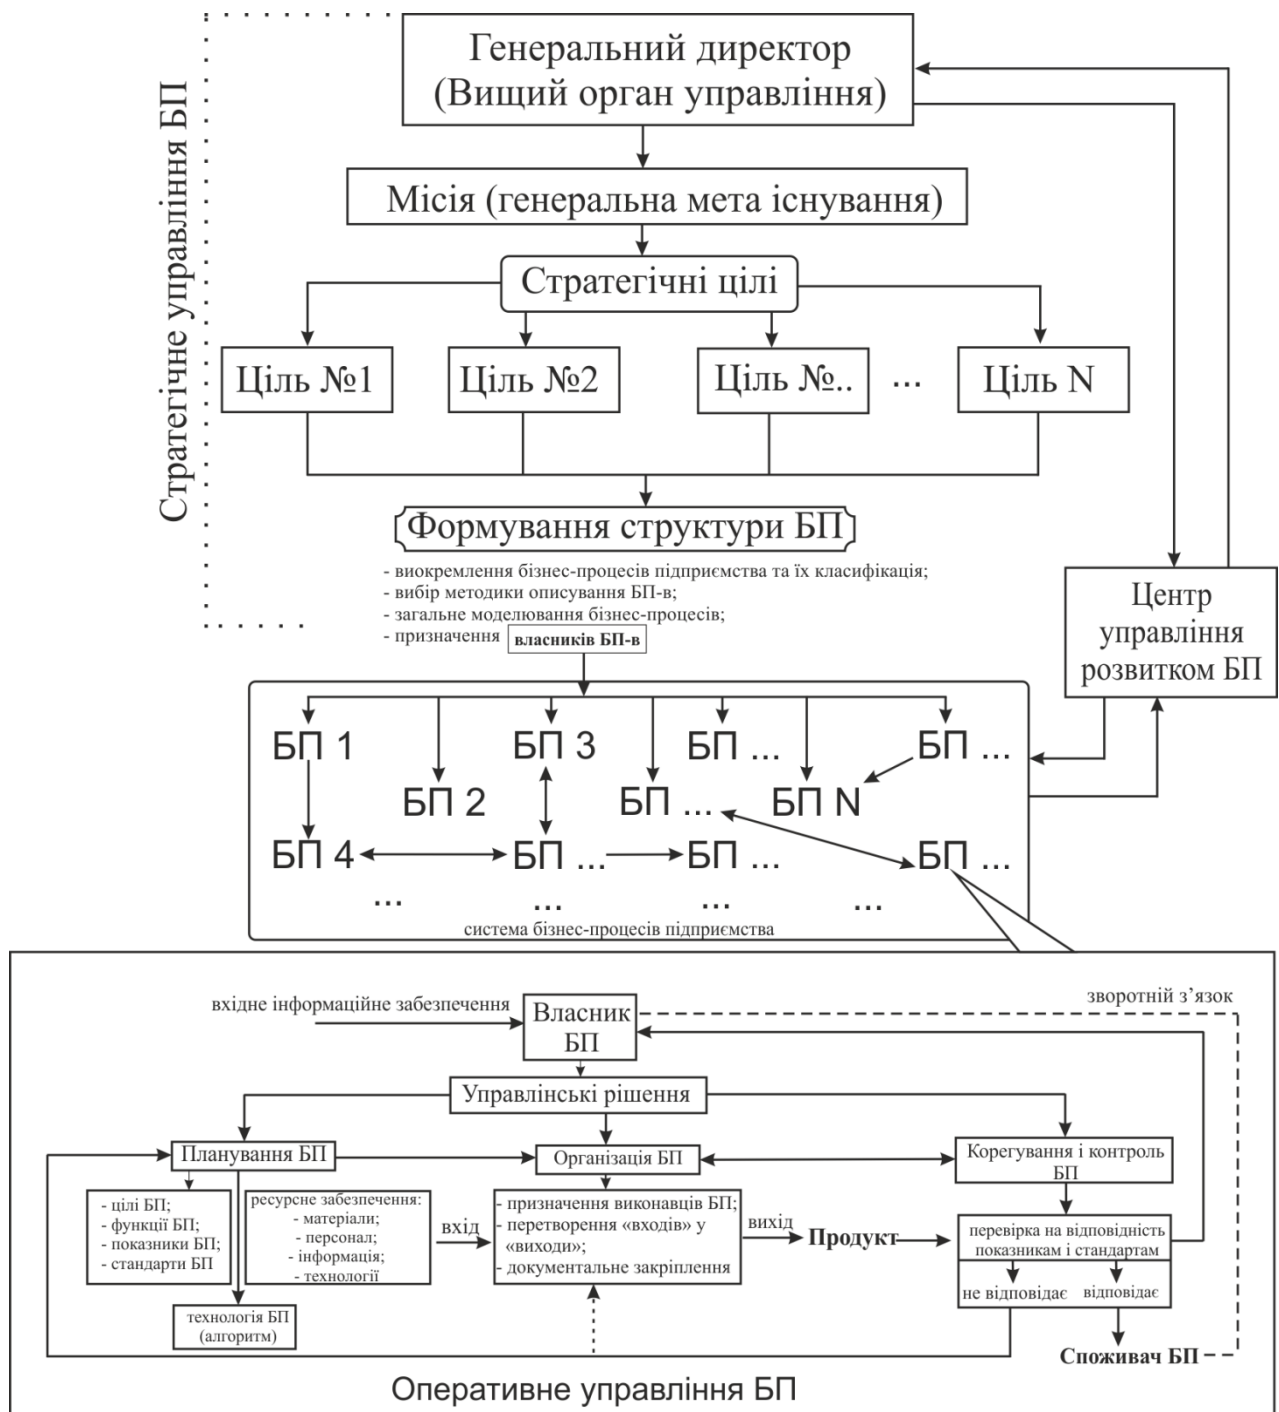 Стратегічне управління БП
Генеральний директор
(Вищий орган управління)
Місія (генеральна мета існування)
Стратегічні цілі
Ціль №1
Ціль №2
Ціль №..
...
Ціль N
Формування структури БП
- виокремлення бізнес-процесів підприємства та їх класифікація;
- вибір методики описування БП-в;
- загальне моделювання бізнес-процесів;
- призначення власників БП-в
Центр
управління
розвитком БП
БП 1
БП 3
БП ...
БП ...
БП 2
БП ...
БП N
БП 4
БП ...
БП ...
БП ...
...
...
...
...
система бізнес-процесів підприємства
вхідне інформаційне забезпечення
Власник
БП
зворотній з’язок
Управлінські рішення
Планування БП
Організація БП
Корегування і контроль
БП
- цілі БП;
- функції БП;
- показники БП;
- стандарти БП
ресурсне забезпечення:
- матеріали;
- персонал;
- інформація;
- технології
вхід
- призначення виконавців БП;
- перетворення «входів» у
«виходи»;
- документальне закріплення
вихід
Продукт
перевірка на відповідність
показникам і стандартам
не відповідає
відповідає
технологія БП
(алгоритм)
Споживач БП
Оперативне управління БП